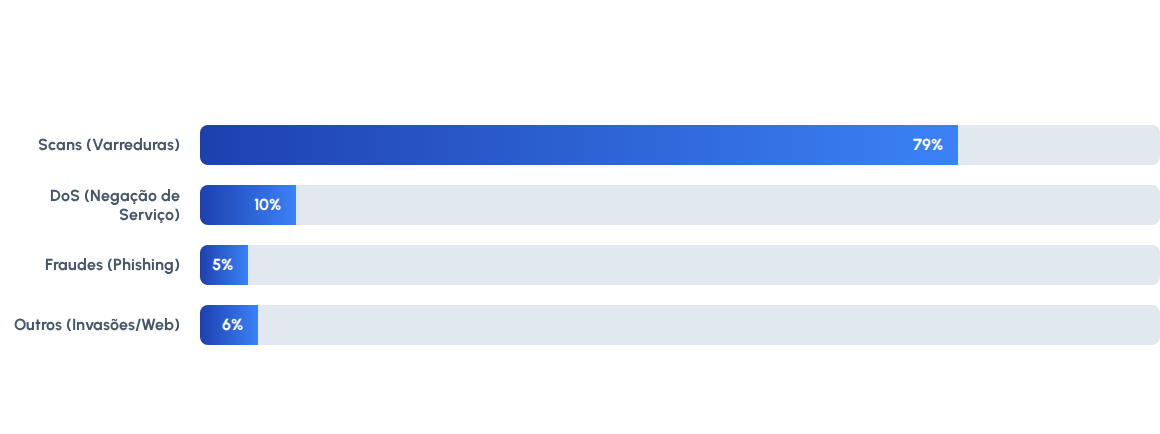 Scans (Varreduras)
79%
DoS (Negação de
Serviço)
10%
Fraudes (Phishing)
5%
Outros (Invasões/Web)
6%